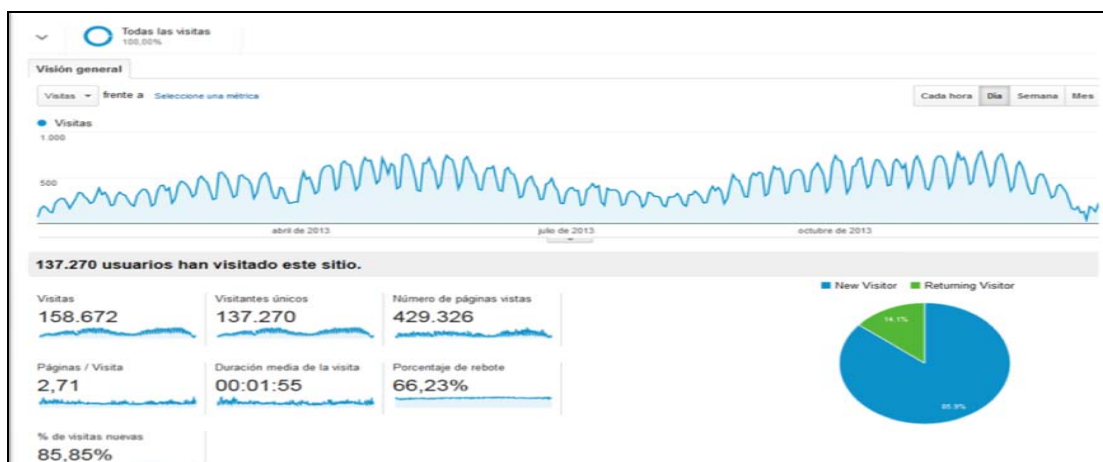 Todas las visitas
100,00%
Visión general
Visitas frente a Seleccione una métrica
Cada hora Día Semana Mes
Visitas
1.000
500
abril de 2013 julio de 2013 octubre de 2013
137.270 usuarios han visitado este sitio.
New Visitor Returning Visitor
Visitas Visitantes únicos Número de páginas vistas
158.672 137.270 429.326
14.1%
Páginas / Visita Duración media de la visita Porcentaje de rebote
2,71 00:01:55 66,23%
85.9%
% de visitas nuevas
85,85%